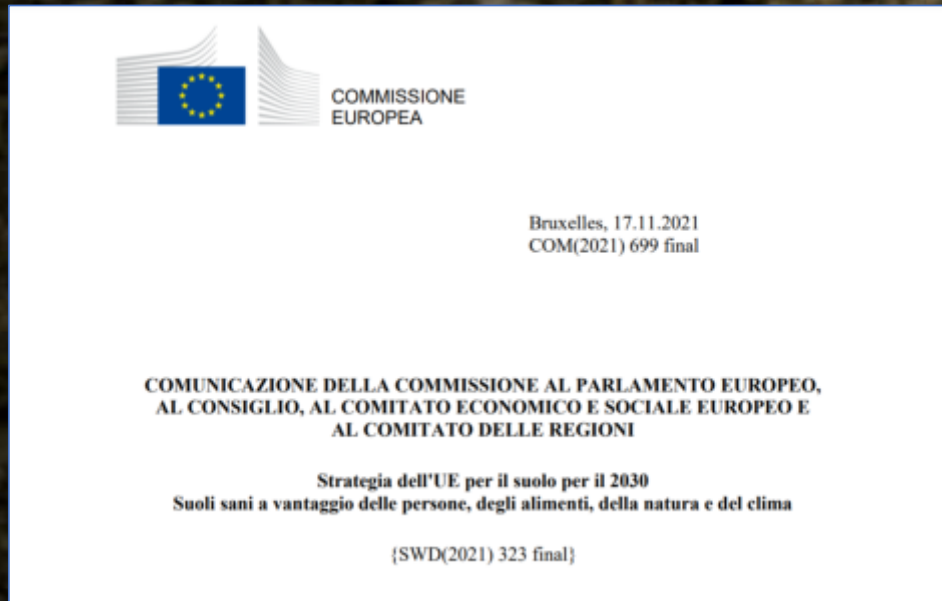 COMMISSIONE
EUROPEA
Bruxelles, 17.11.2021
COM(2021) 699 final
COMUNICAZIONE DELLA COMMISSIONE AL PARLAMENTO EUROPEO,
AL CONSIGLIO, AL COMITATO ECONOMICO E SOCIALE EUROPEO E
AL COMITATO DELLE REGIONI
Strategia dell'UE per il suolo per il 2030
Suoli sani a vantaggio delle persone, degli alimenti, della natura e del clima
{SWD(2021) 323 final}